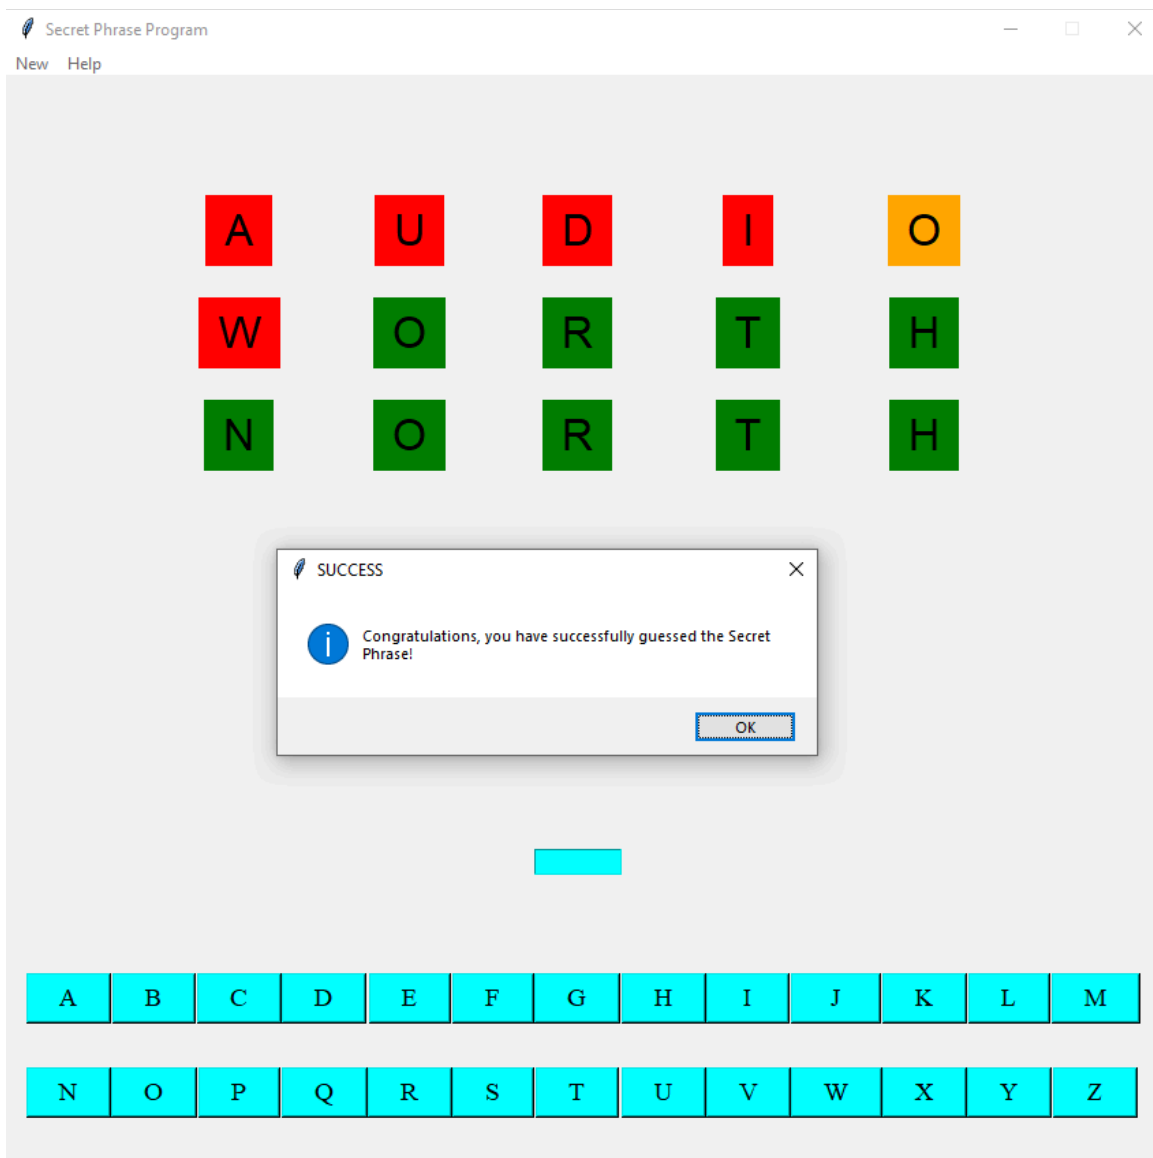 Secret Phrase Program
New Help
A U D I O
W O R T H
N O R T H
SUCCESS
Congratulations, you have successfully guessed the Secret
Phrase!
OK
A B C D E F G H I J K L M
N O P Q R S T U V W X Y Z